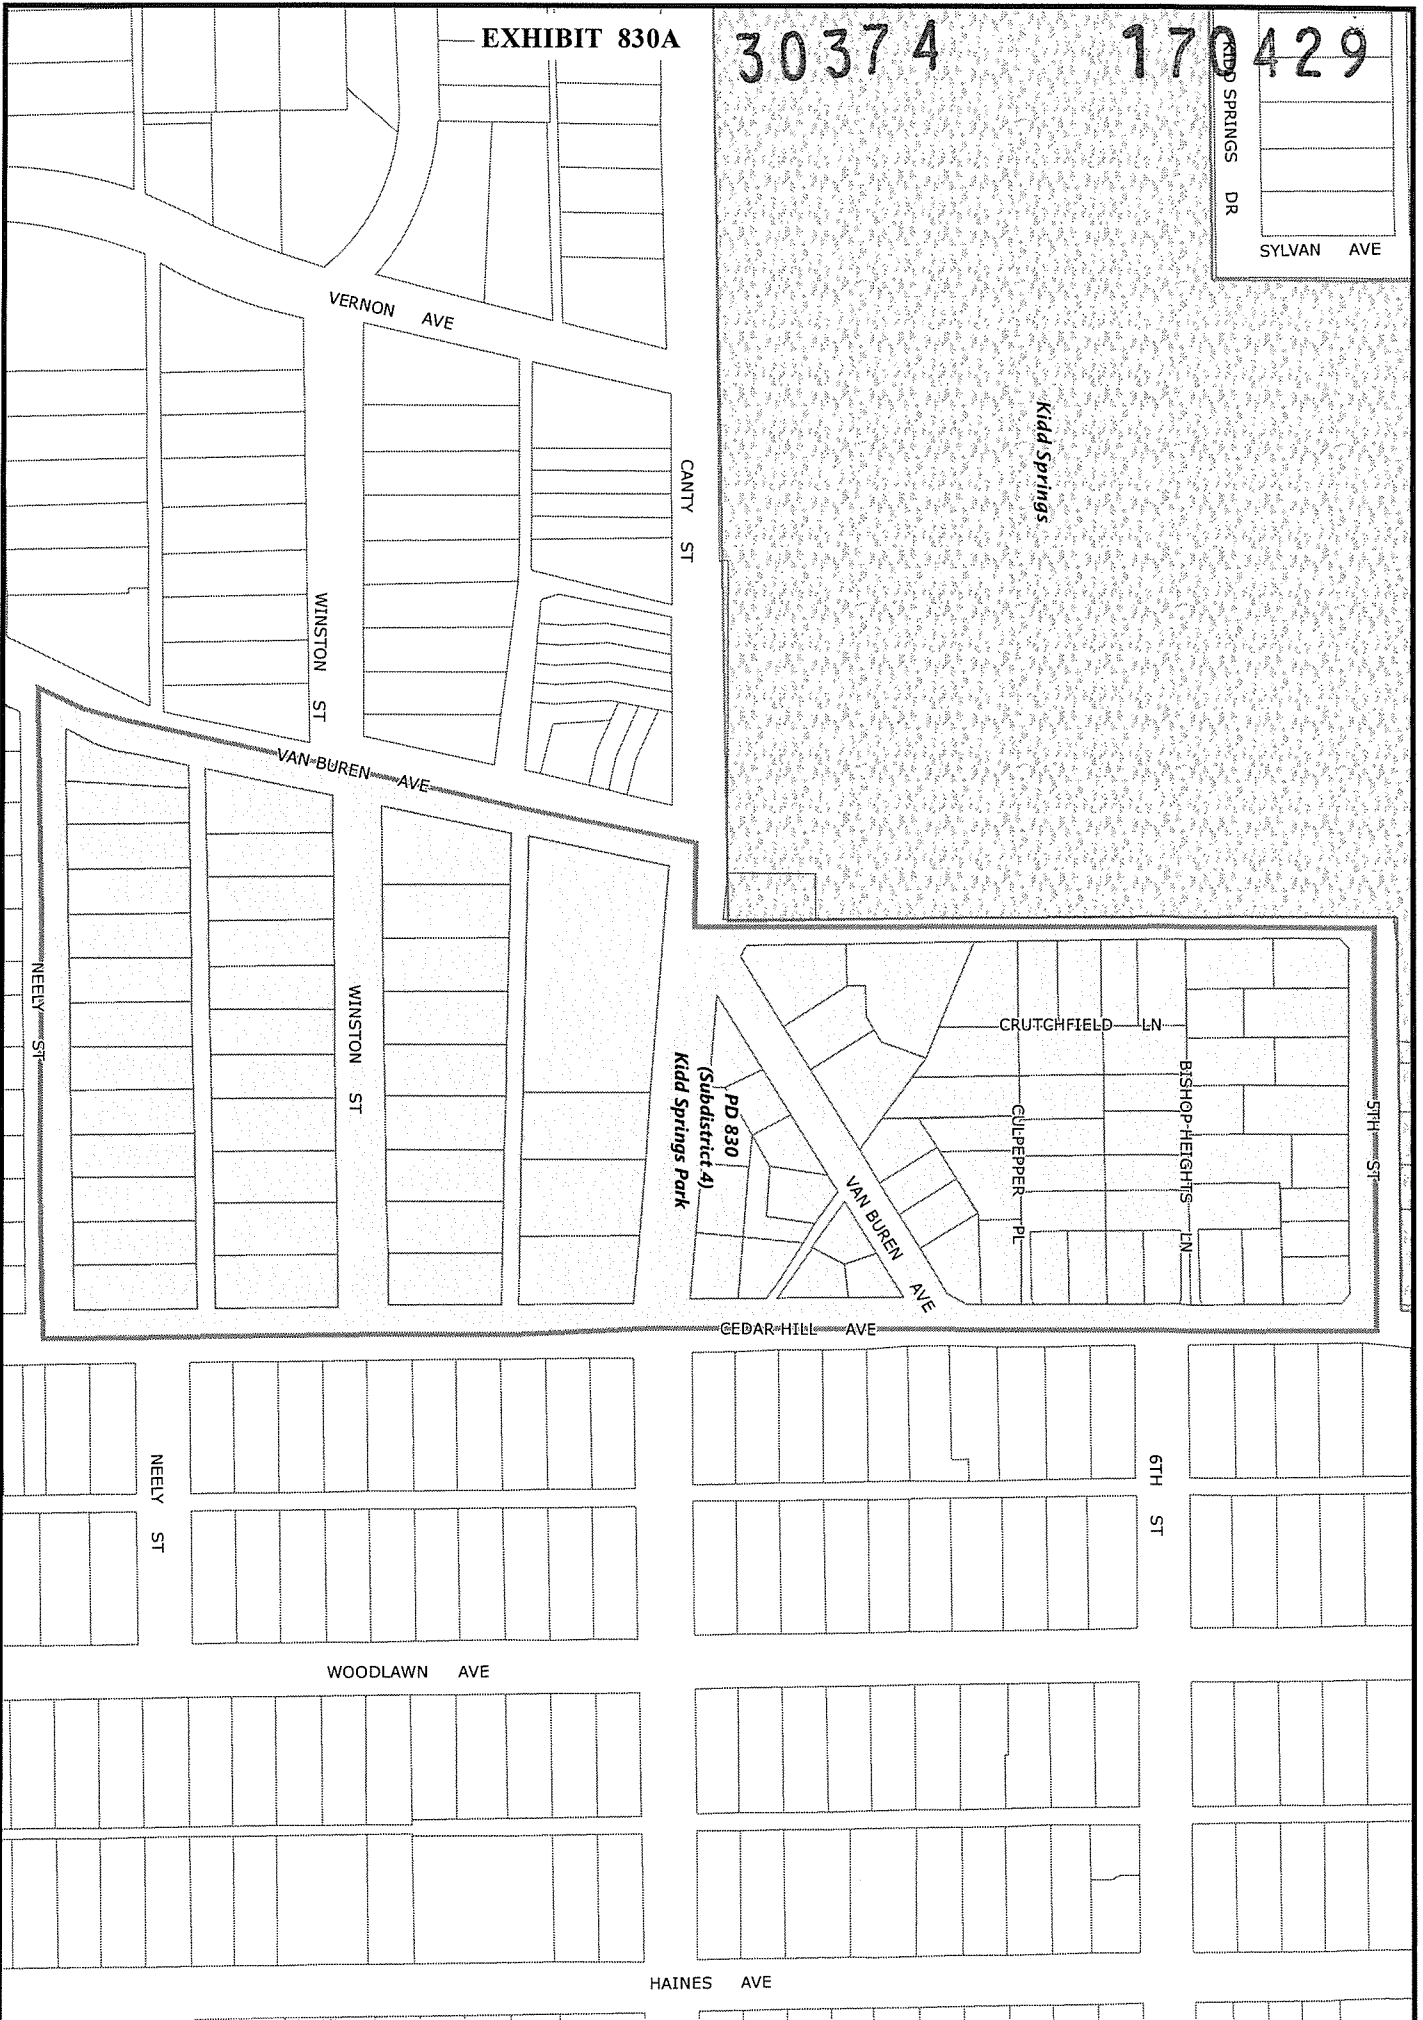 EXHIBIT 830A
30374
170429
KIDD SPRINGS DR
SYLVAN AVE
VERNON AVE
Kidd Springs
CANTY ST
WINSTON ST
VAN BUREN AVE
NEELY ST
WINSTON ST
PD 830
(Subdistrict 4)
Kidd Springs Park
CRUTCHFIELD LN
CULPEPPER PL
BISHOP HEIGHTS LN
5TH ST
VAN BUREN AVE
CEDAR HILL AVE
NEELY ST
6TH ST
WOODLAWN AVE
HAINES AVE